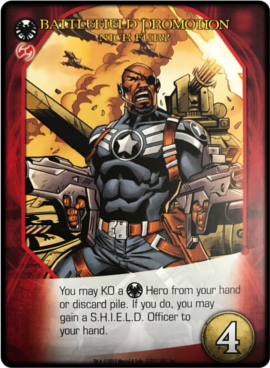 BATTLEFIELD PROMOTION
NICK FURY
You may KO a Hero from your hand
or discard pile. If you do, you may
gain a S.H.I.E.L.D. Officer to
your hand.
4